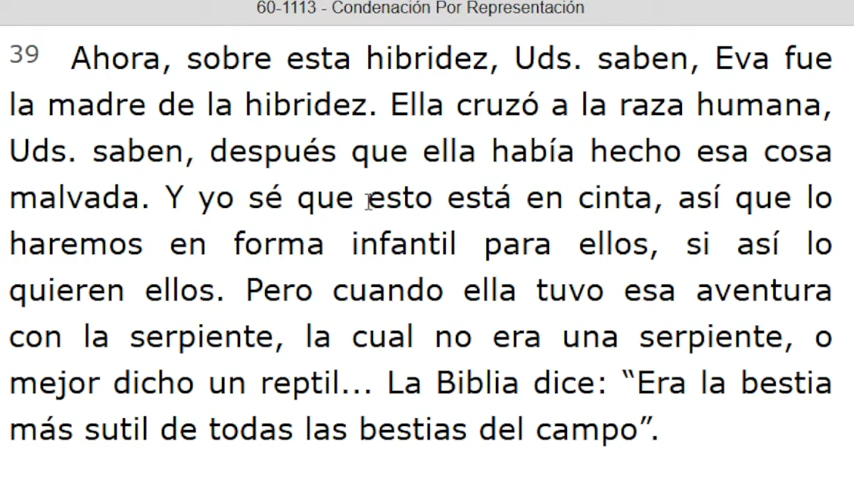 60-1113 - Condenación Por Representación
39 Ahora, sobre esta hibridez, Uds. saben, Eva fue
la madre de la hibridez. Ella cruzó a la raza humana,
Uds. saben, después que ella había hecho esa cosa
malvada. Y yo sé que esto está en cinta, así que lo
haremos en forma infantil para ellos, si así lo
quieren ellos. Pero cuando ella tuvo esa aventura
con la serpiente, la cual no era una serpiente, o
mejor dicho un reptil... La Biblia dice: “Era la bestia
más sutil de todas las bestias del campo”.